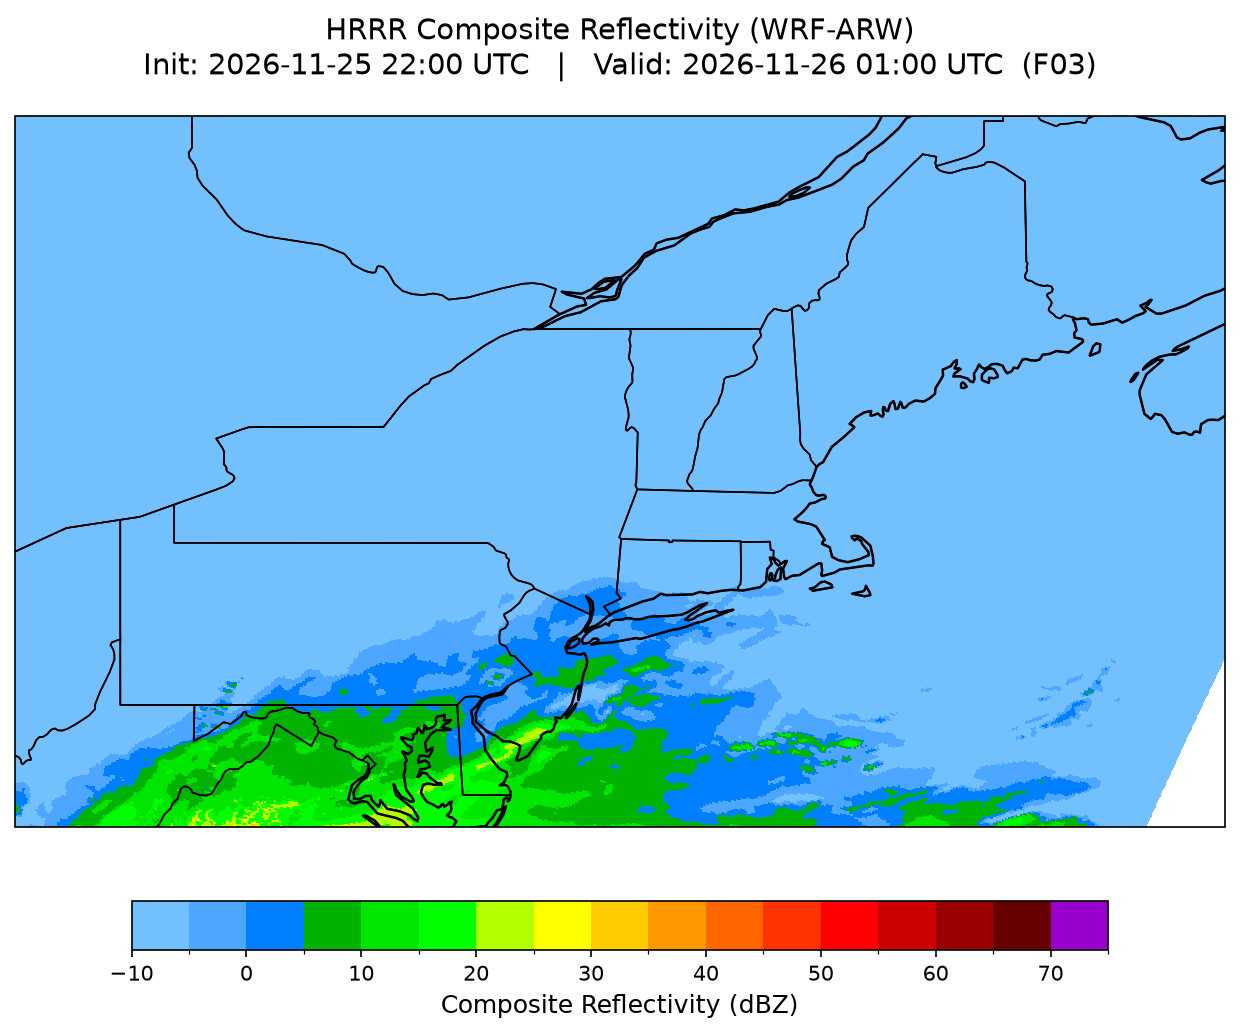 HRRR Composite Reflectivity (WRF-ARW)
Init: 2026-11-25 22:00 UTC | Valid: 2026-11-26 01:00 UTC (F03)
−10 0 10 20 30 40 50 60 70
Composite Reflectivity (dBZ)